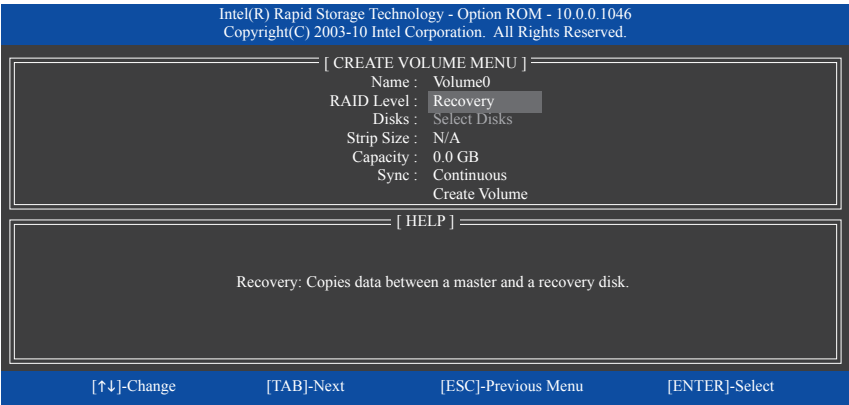 Intel(R) Rapid Storage Technology - Option ROM - 10.0.0.1046
Copyright(C) 2003-10 Intel Corporation. All Rights Reserved.
[ CREATE VOLUME MENU ]
Name : Volume0
RAID Level : Recovery
Disks : Select Disks
Strip Size : N/A
Capacity : 0.0 GB
Sync : Continuous
Create Volume
[ HELP ]
Recovery: Copies data between a master and a recovery disk.
[↑↓]-Change [TAB]-Next [ESC]-Previous Menu [ENTER]-Select